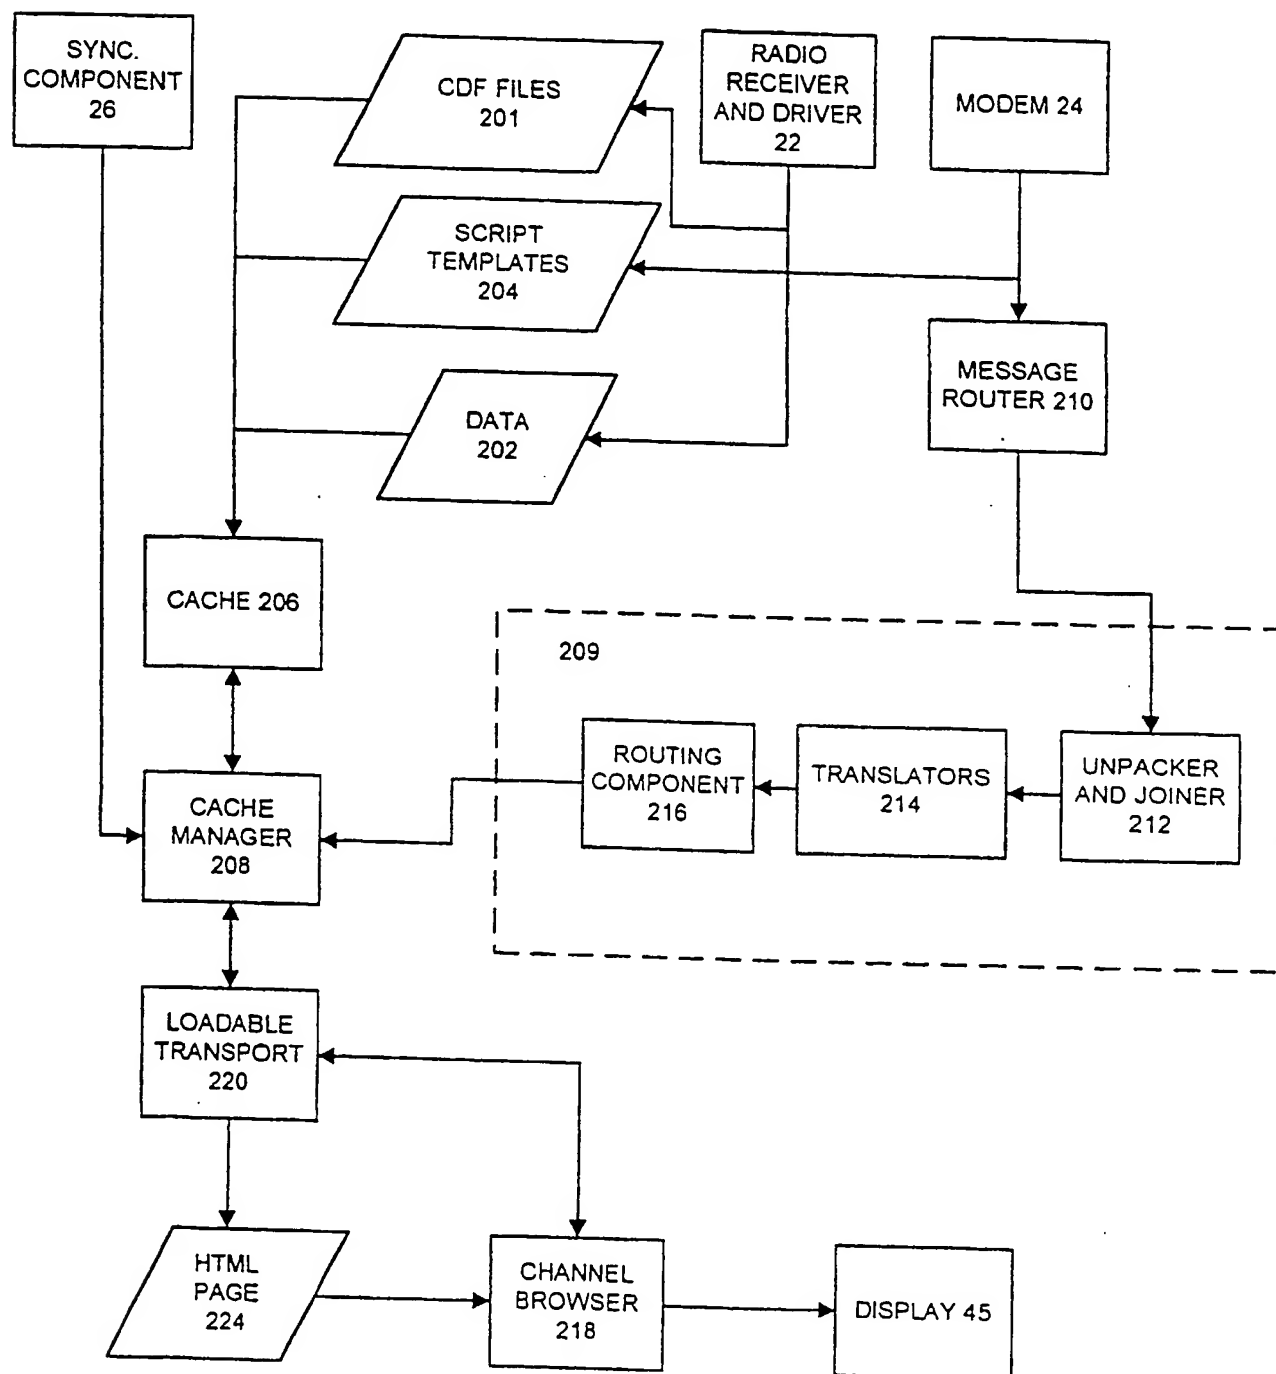 SYNC.
COMPONENT
26
CDF FILES
201
RADIO
RECEIVER
AND DRIVER
22
MODEM 24
SCRIPT
TEMPLATES
204
MESSAGE
ROUTER 210
DATA
202
CACHE 206
209
ROUTING
COMPONENT
216
TRANSLATORS
214
UNPACKER
AND JOINER
212
CACHE
MANAGER
208
LOADABLE
TRANSPORT
220
HTML
PAGE
224
CHANNEL
BROWSER
218
DISPLAY 45